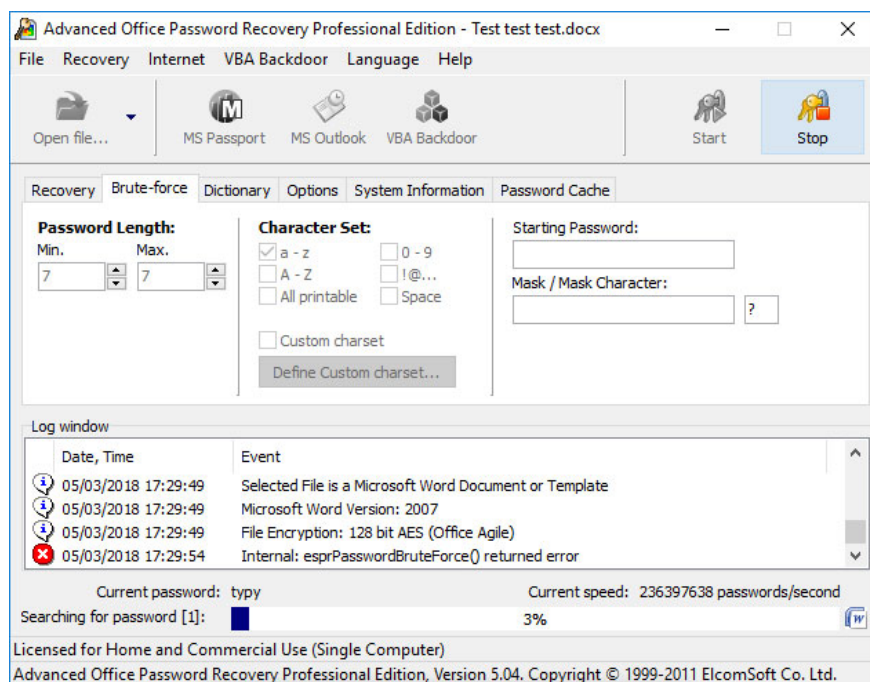 Advanced Office Password Recovery Professional Edition - Test test test.docx
File Recovery Internet VBA Backdoor Language Help
Open file... MS Passport MS Outlook VBA Backdoor Start Stop
Recovery Brute-force Dictionary Options System Information Password Cache
Password Length: Character Set: Starting Password:
Min. Max. a - z 0 - 9
7 7 A - Z !@... Mask / Mask Character:
All printable Space ?
Custom charset
Define Custom charset...
Log window
Date, Time Event
05/03/2018 17:29:49 Selected File is a Microsoft Word Document or Template
05/03/2018 17:29:49 Microsoft Word Version: 2007
05/03/2018 17:29:49 File Encryption: 128 bit AES (Office Agile)
05/03/2018 17:29:54 Internal: esprPasswordBruteForce() returned error
Current password: typy Current speed: 236397638 passwords/second
Searching for password [1]: 3%
Licensed for Home and Commercial Use (Single Computer)
Advanced Office Password Recovery Professional Edition, Version 5.04. Copyright © 1999-2011 ElcomSoft Co. Ltd.